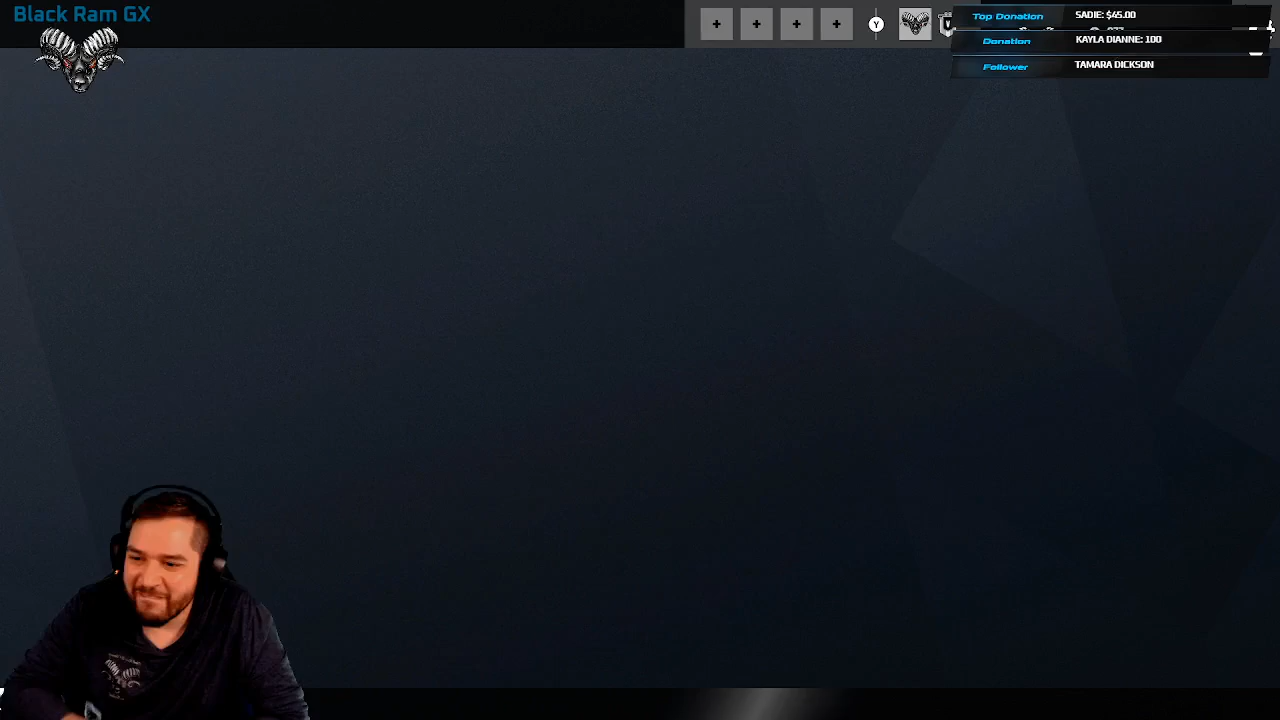 Black Ram GX
+ + + + Y
Top Donation SADIE: $45.00
Donation KAYLA DIANNE: 100
Follower TAMARA DICKSON